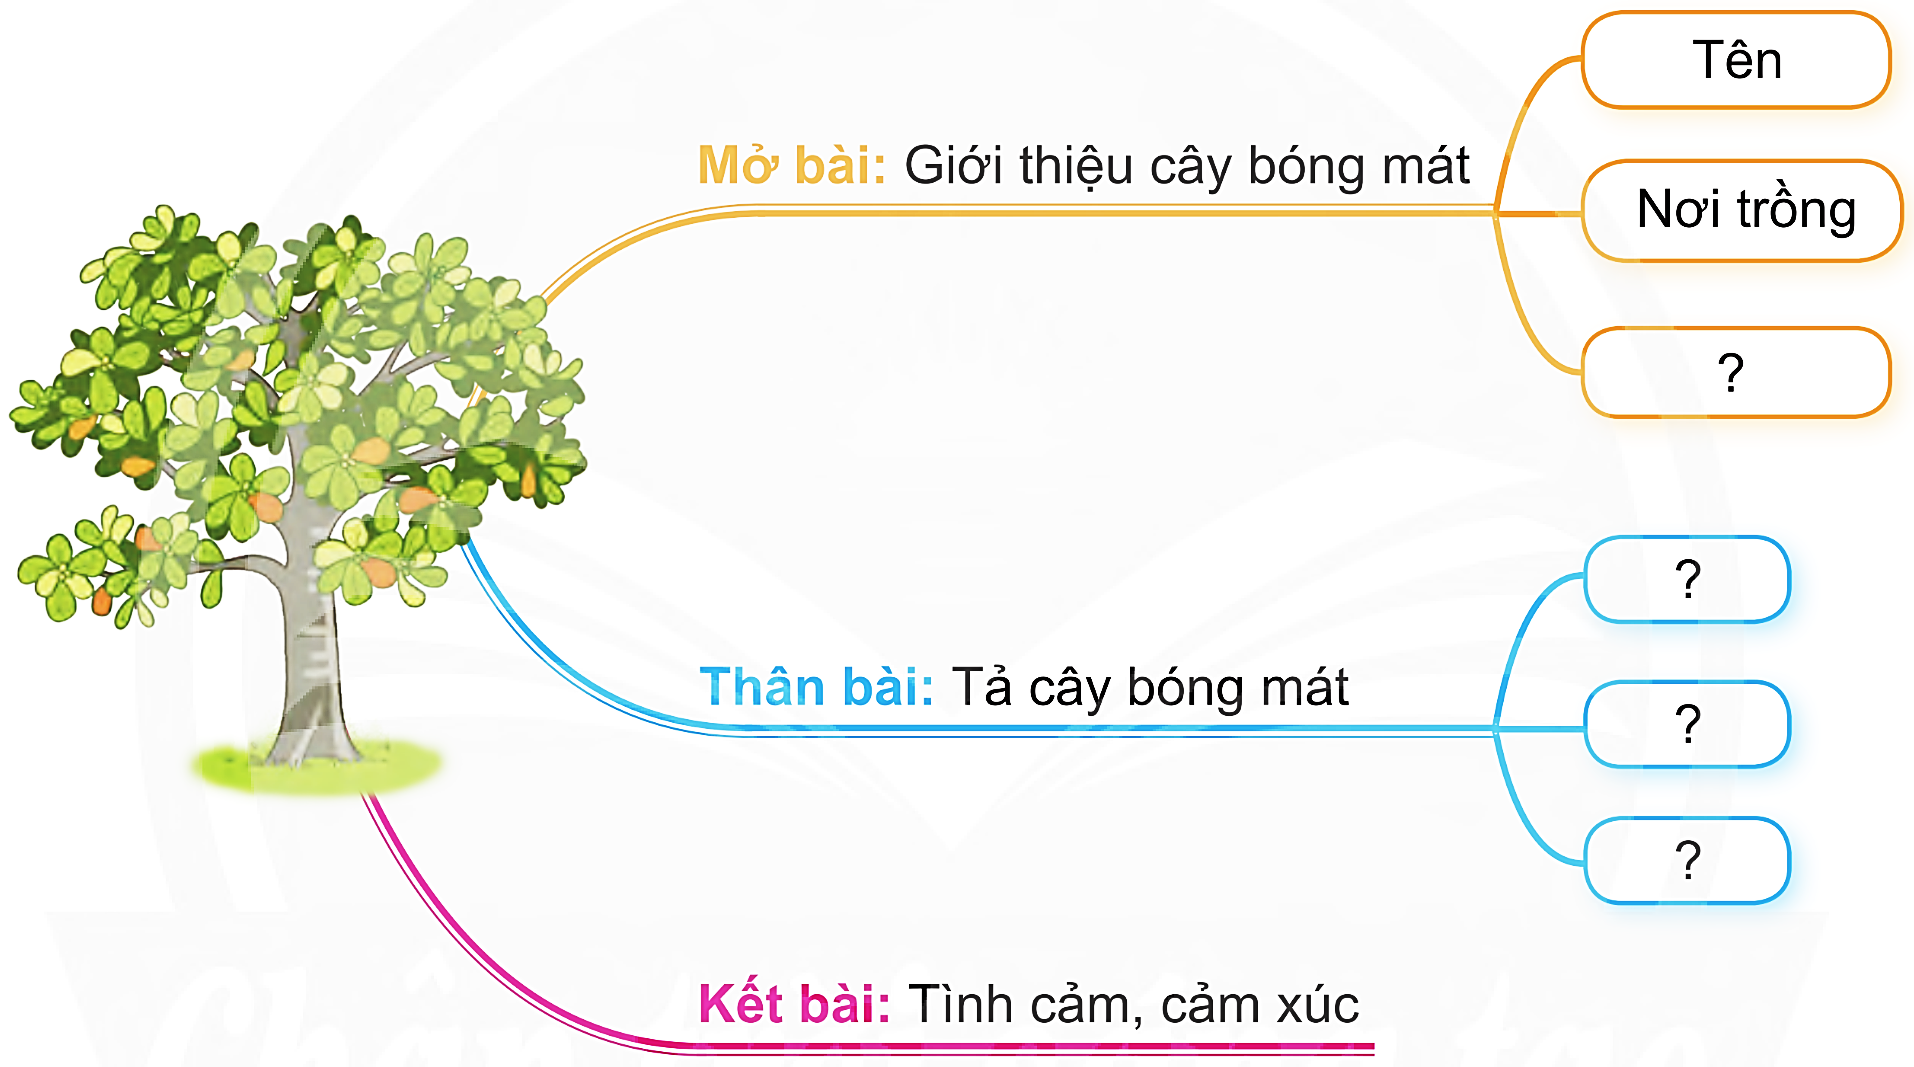 Tên
Mở bài: Giới thiệu cây bóng mát
Nơi trồng
?
?
Thân bài: Tả cây bóng mát
?
?
Kết bài: Tình cảm, cảm xúc